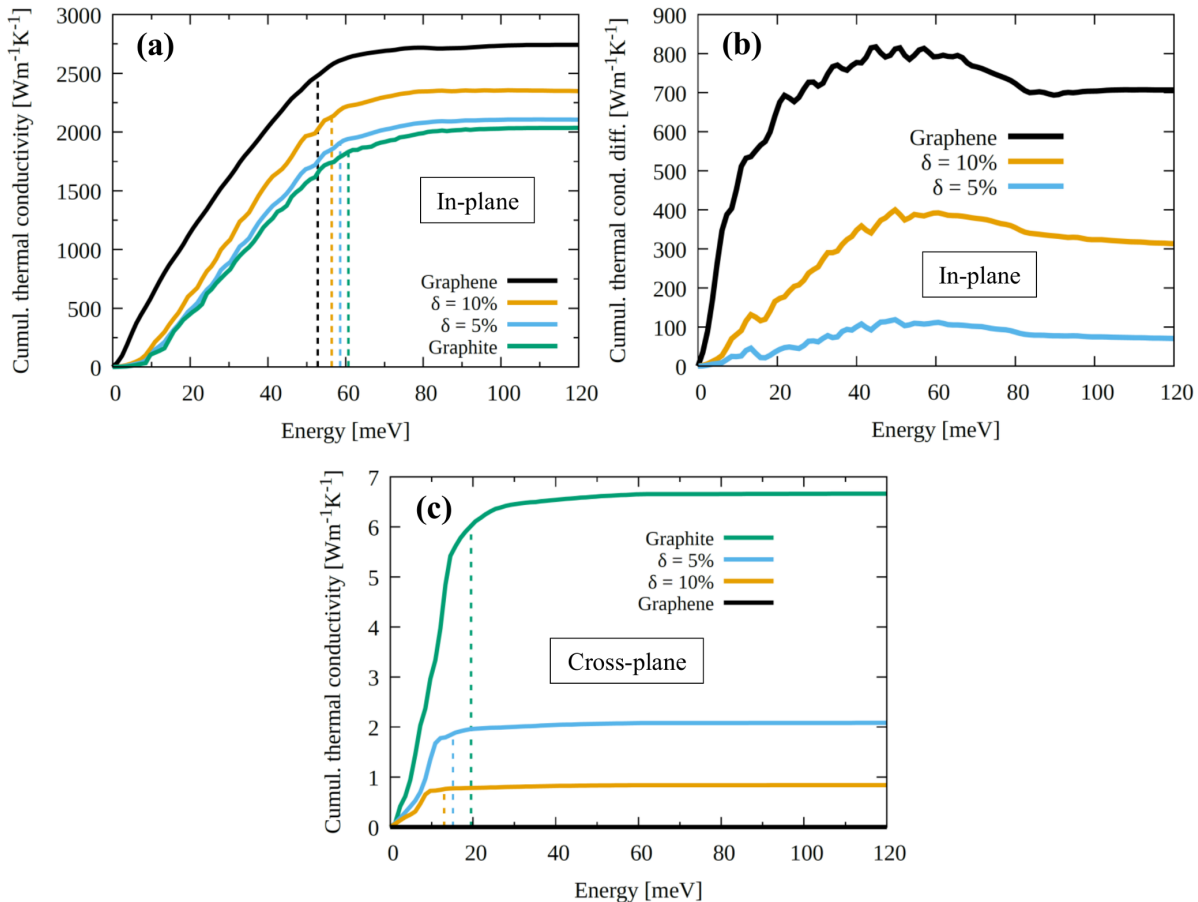 (a)
Cumul. thermal conductivity [Wm⁻¹K⁻¹]
3000
2500
2000
1500
1000
500
0
In-plane
Graphene
δ = 10%
δ = 5%
Graphite
0 20 40 60 80 100 120
Energy [meV]
(b)
Cumul. thermal cond. diff. [Wm⁻¹K⁻¹]
900
800
700
600
500
400
300
200
100
0
Graphene
δ = 10%
δ = 5%
In-plane
0 20 40 60 80 100 120
Energy [meV]
(c)
Cumul. thermal conductivity [Wm⁻¹K⁻¹]
7
6
5
4
3
2
1
0
Graphite
δ = 5%
δ = 10%
Graphene
Cross-plane
0 20 40 60 80 100 120
Energy [meV]